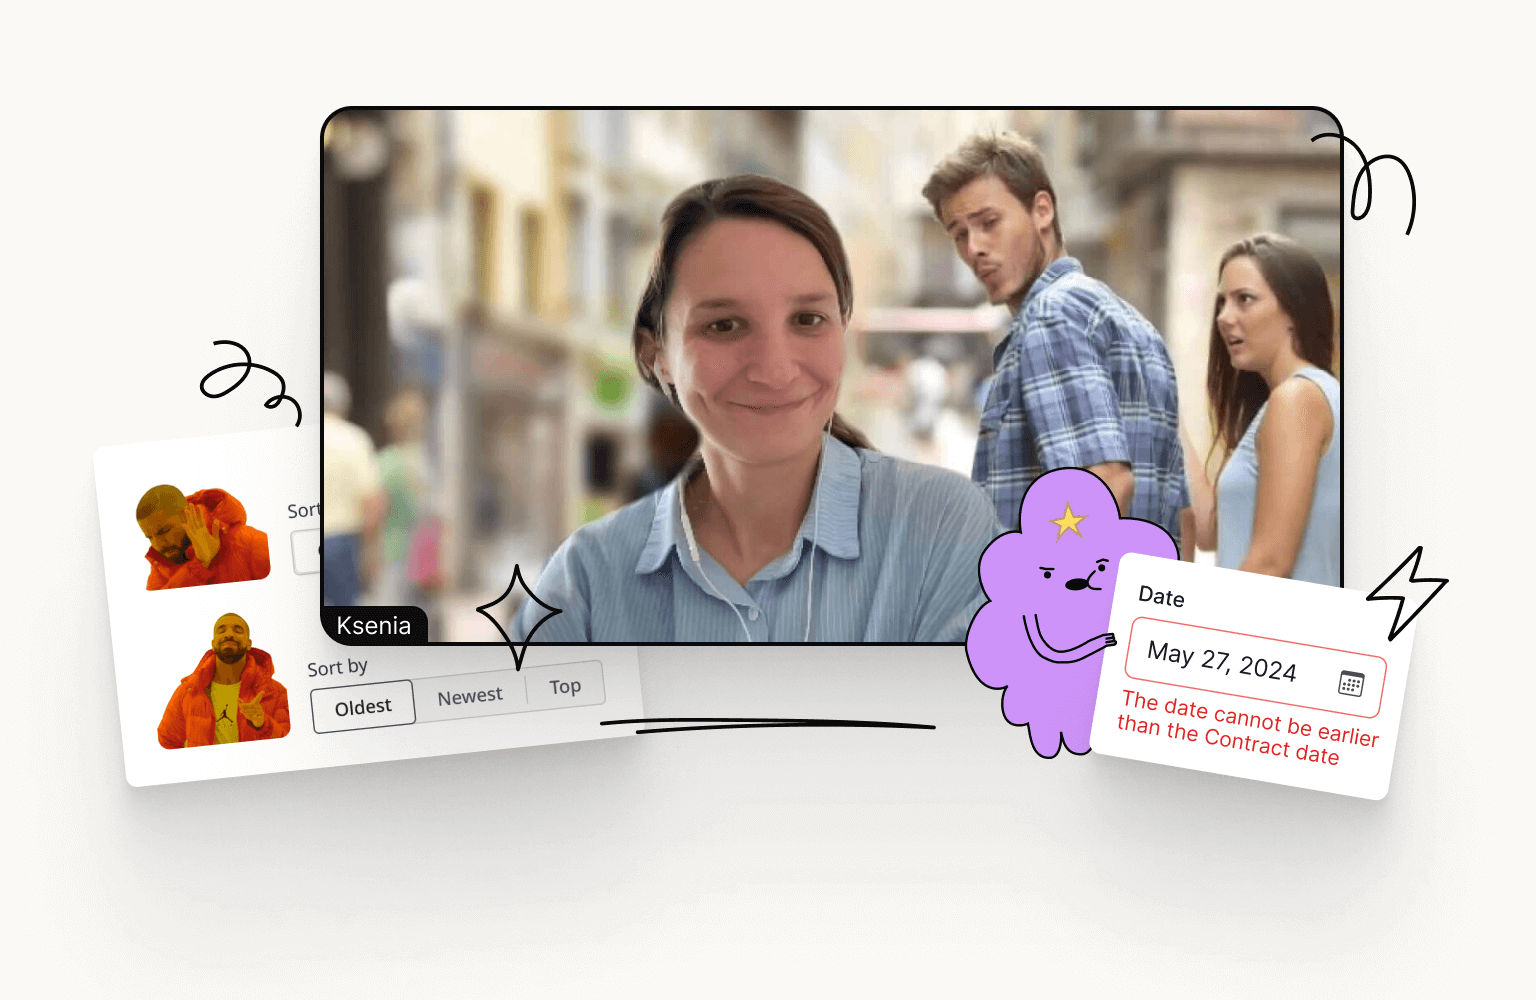 Sort
Ksenia
Sort by
Oldest
Newest
Top
Date
May 27, 2024
The date cannot be earlier
than the Contract date